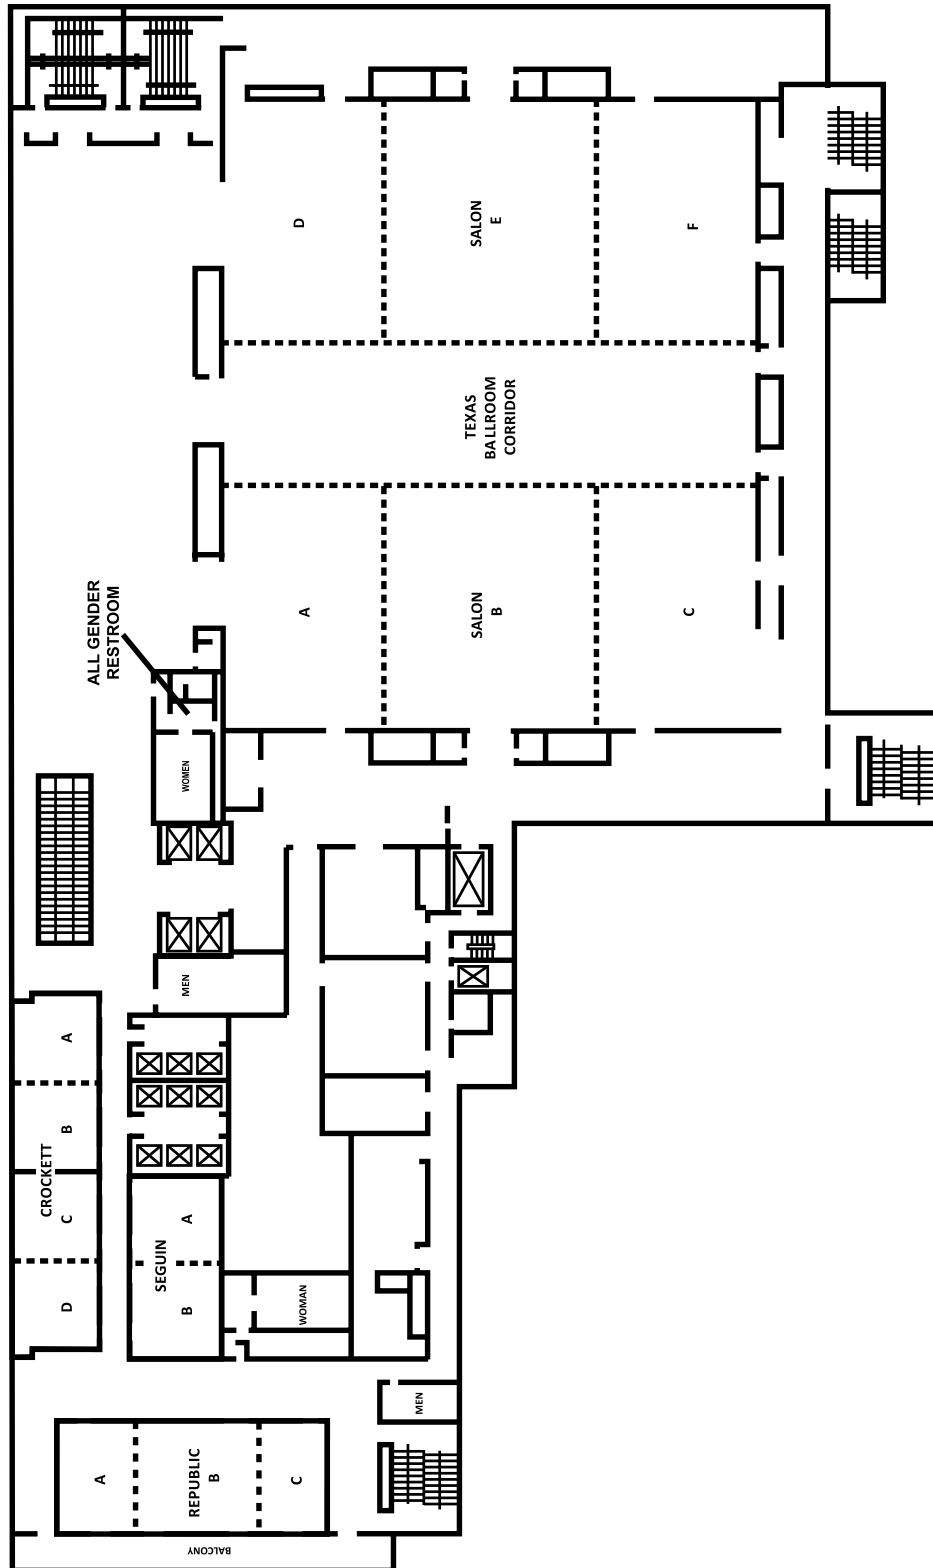 D
SALON
E
F
TEXAS
BALLROOM
CORRIDOR
ALL GENDER
RESTROOM
A
SALON
B
C
WOMEN
MEN
A
B
CROCKETT
C
D
A
SEGUIN
B
WOMAN
MEN
A
REPUBLIC
B
C
BALCONY